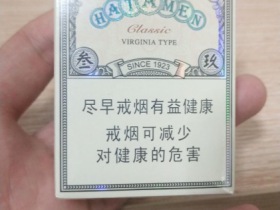 HATAMEN
Classic
VIRGINIA TYPE
叁 玖
SINCE 1923
尽早戒烟有益健康
戒烟可减少
对健康的危害